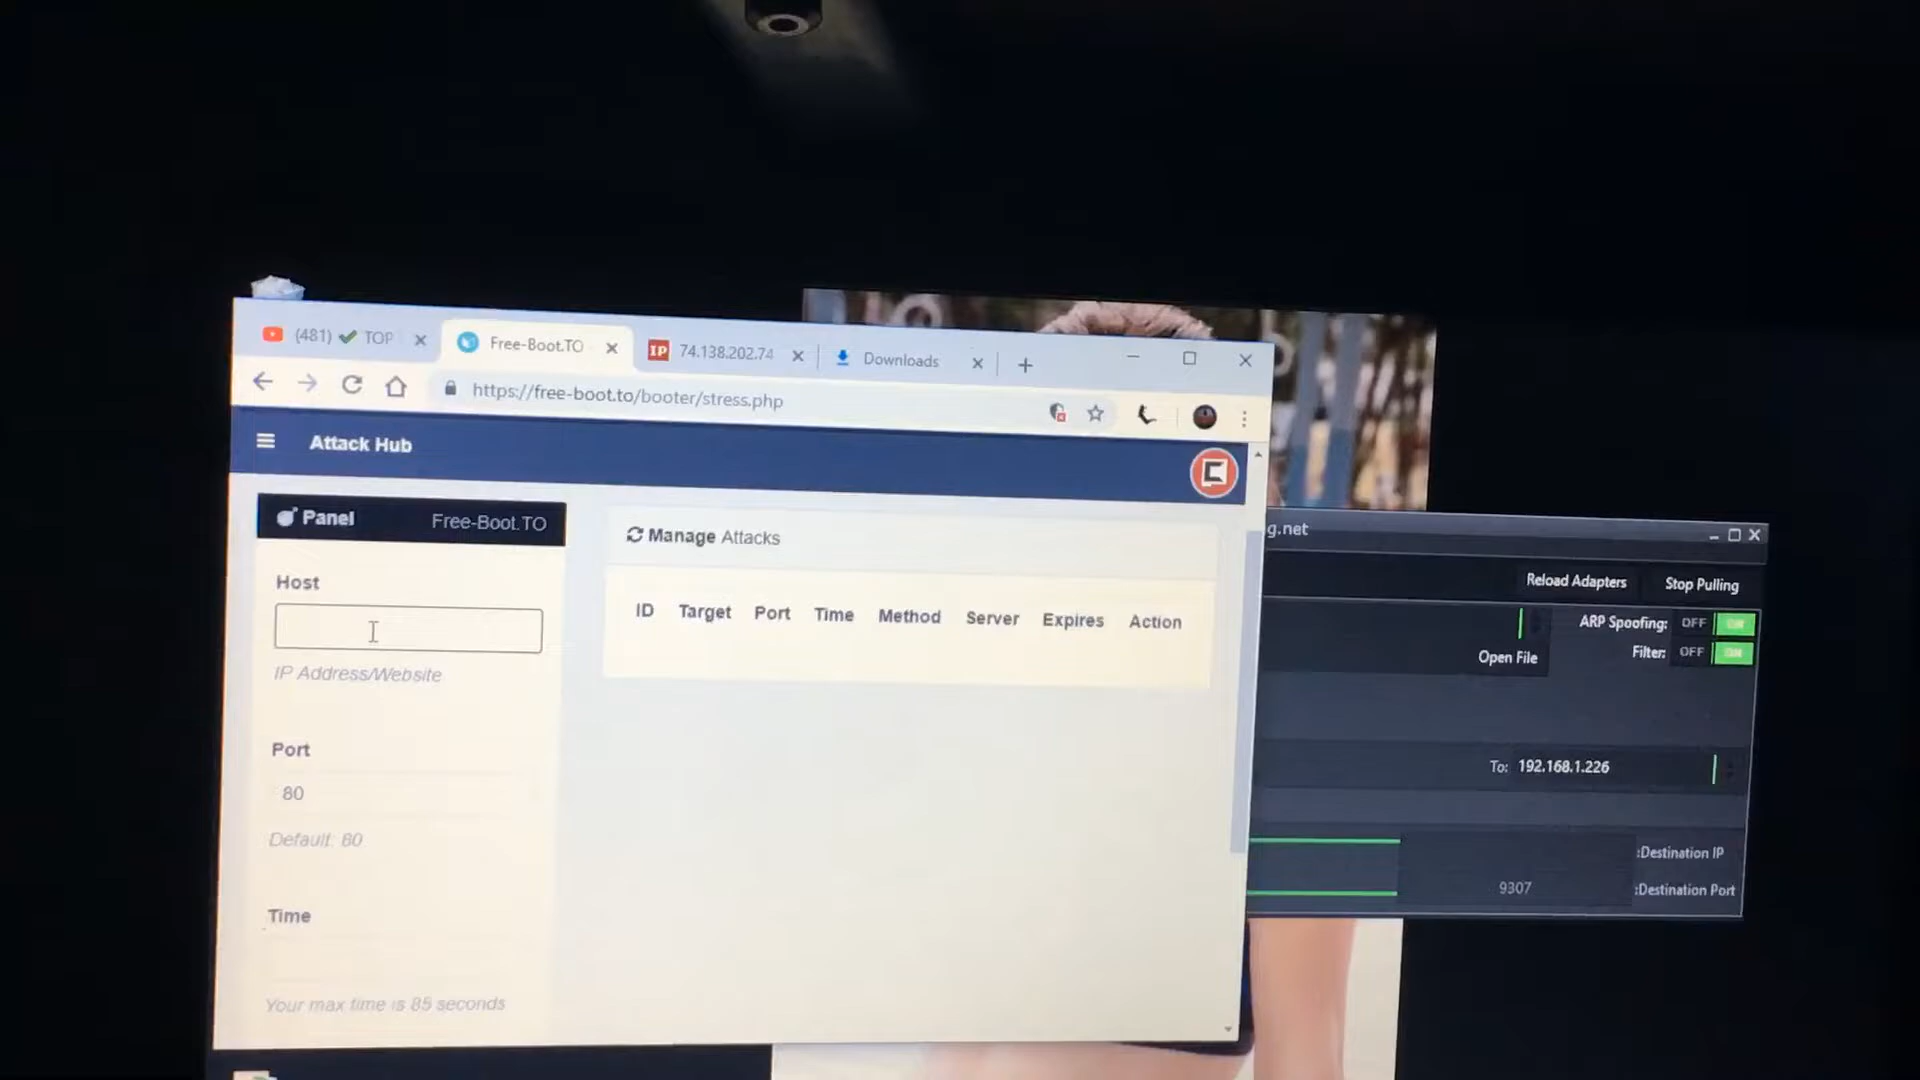 (481) ✔ TOP
Free-Boot.TO
IP 74.138.202.74
Downloads
https://free-boot.to/booter/stress.php
Attack Hub
Panel Free-Boot.TO
Host
IP Address/Website
Port
80
Default: 80
Time
Your max time is 85 seconds
Manage Attacks
ID Target Port Time Method Server Expires Action
g.net
Reload Adapters Stop Pulling
ARP Spoofing: OFF ON
Filter: OFF ON
Open File
To: 192.168.1.226
:Destination IP
9307 :Destination Port